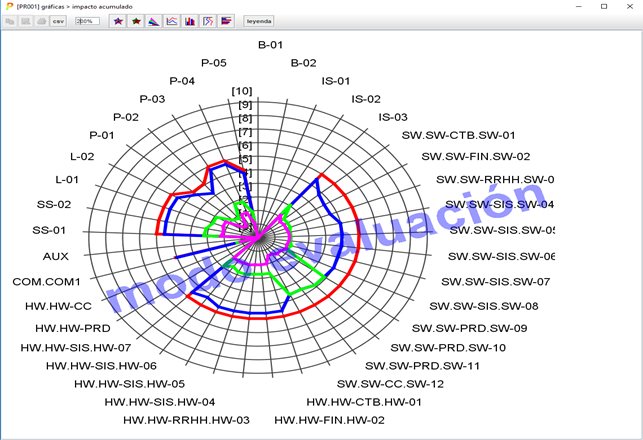 [PR001] gráficas > impacto acumulado
csv
200%
leyenda
B-01
B-02
IS-01
IS-02
IS-03
SW.SW-CTB.SW-01
SW.SW-FIN.SW-02
SW.SW-RRHH.SW-0
SW.SW-SIS.SW-04
SW.SW-SIS.SW-05
SW.SW-SIS.SW-06
SW.SW-SIS.SW-07
SW.SW-SIS.SW-08
SW.SW-PRD.SW-09
SW.SW-PRD.SW-10
SW.SW-PRD.SW-11
SW.SW-CC.SW-12
HW.HW-CTB.HW-01
HW.HW-FIN.HW-02
HW.HW-RRHH.HW-03
HW.HW-SIS.HW-04
HW.HW-SIS.HW-05
HW.HW-SIS.HW-06
HW.HW-SIS.HW-07
HW.HW-PRD
HW.HW-CC
COM.COM1
AUX
SS-01
SS-02
L-01
L-02
P-01
P-02
P-03
P-04
P-05
[10]
[9]
[8]
[7]
[6]
[5]
modo evaluación